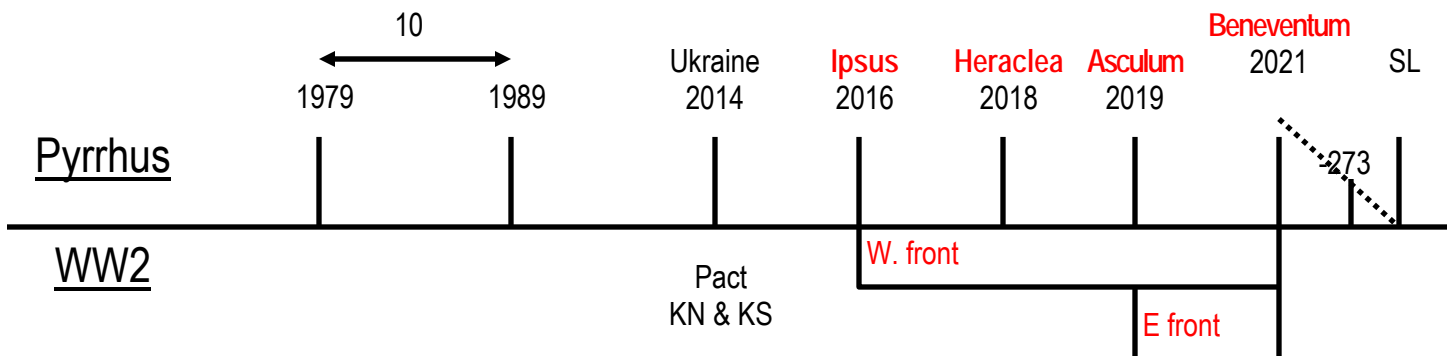 10
1979
1989
Ukraine
2014
Ipsus
2016
Heraclea
2018
Asculum
2019
Beneventum
2021
SL
Pyrrhus
-273
WW2
W. front
Pact
KN & KS
E front